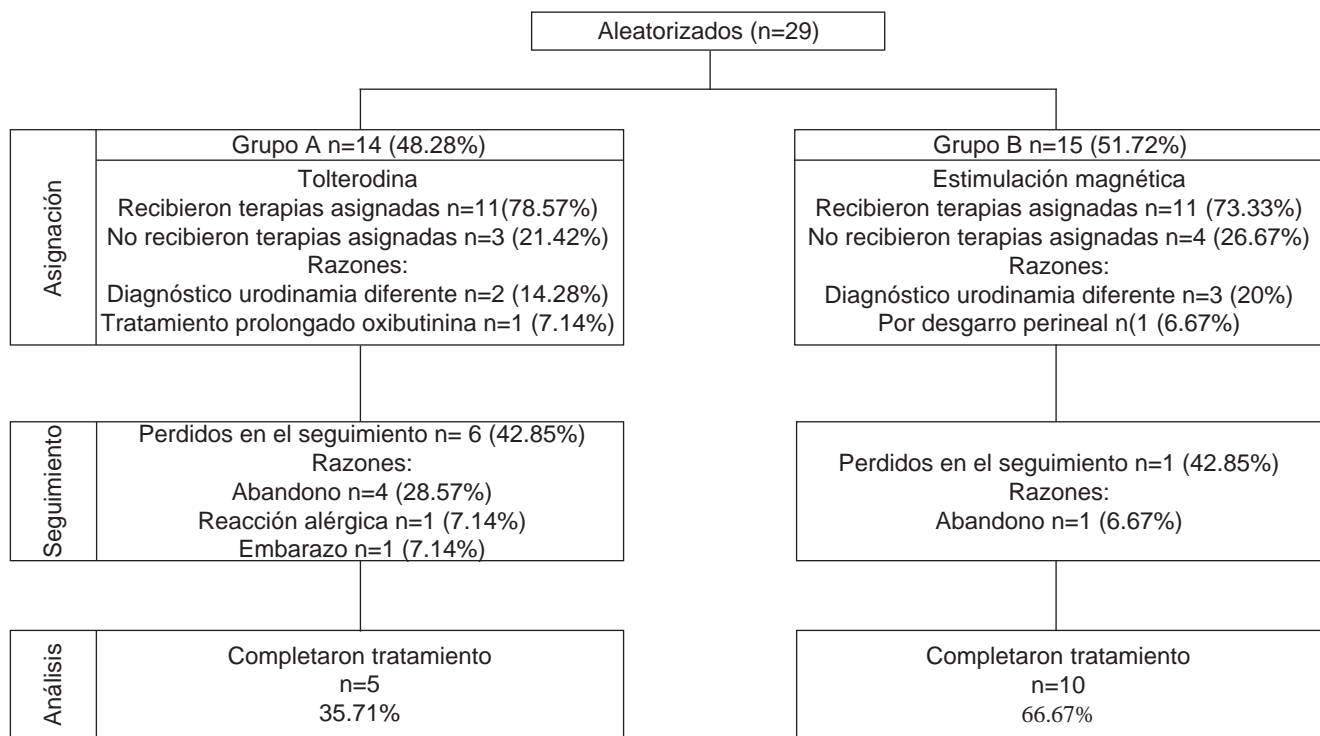 Aleatorizados (n=29)
Asignación
Grupo A n=14 (48.28%)
Tolterodina
Recibieron terapias asignadas n=11(78.57%)
No recibieron terapias asignadas n=3 (21.42%)
Razones:
Diagnóstico urodinamia diferente n=2 (14.28%)
Tratamiento prolongado oxibutinina n=1 (7.14%)
Grupo B n=15 (51.72%)
Estimulación magnética
Recibieron terapias asignadas n=11 (73.33%)
No recibieron terapias asignadas n=4 (26.67%)
Razones:
Diagnóstico urodinamia diferente n=3 (20%)
Por desgarro perineal n(1 (6.67%)
Seguimiento
Perdidos en el seguimiento n= 6 (42.85%)
Razones:
Abandono n=4 (28.57%)
Reacción alérgica n=1 (7.14%)
Embarazo n=1 (7.14%)
Perdidos en el seguimiento n=1 (42.85%)
Razones:
Abandono n=1 (6.67%)
Análisis
Completaron tratamiento
n=5
35.71%
Completaron tratamiento
n=10
66.67%